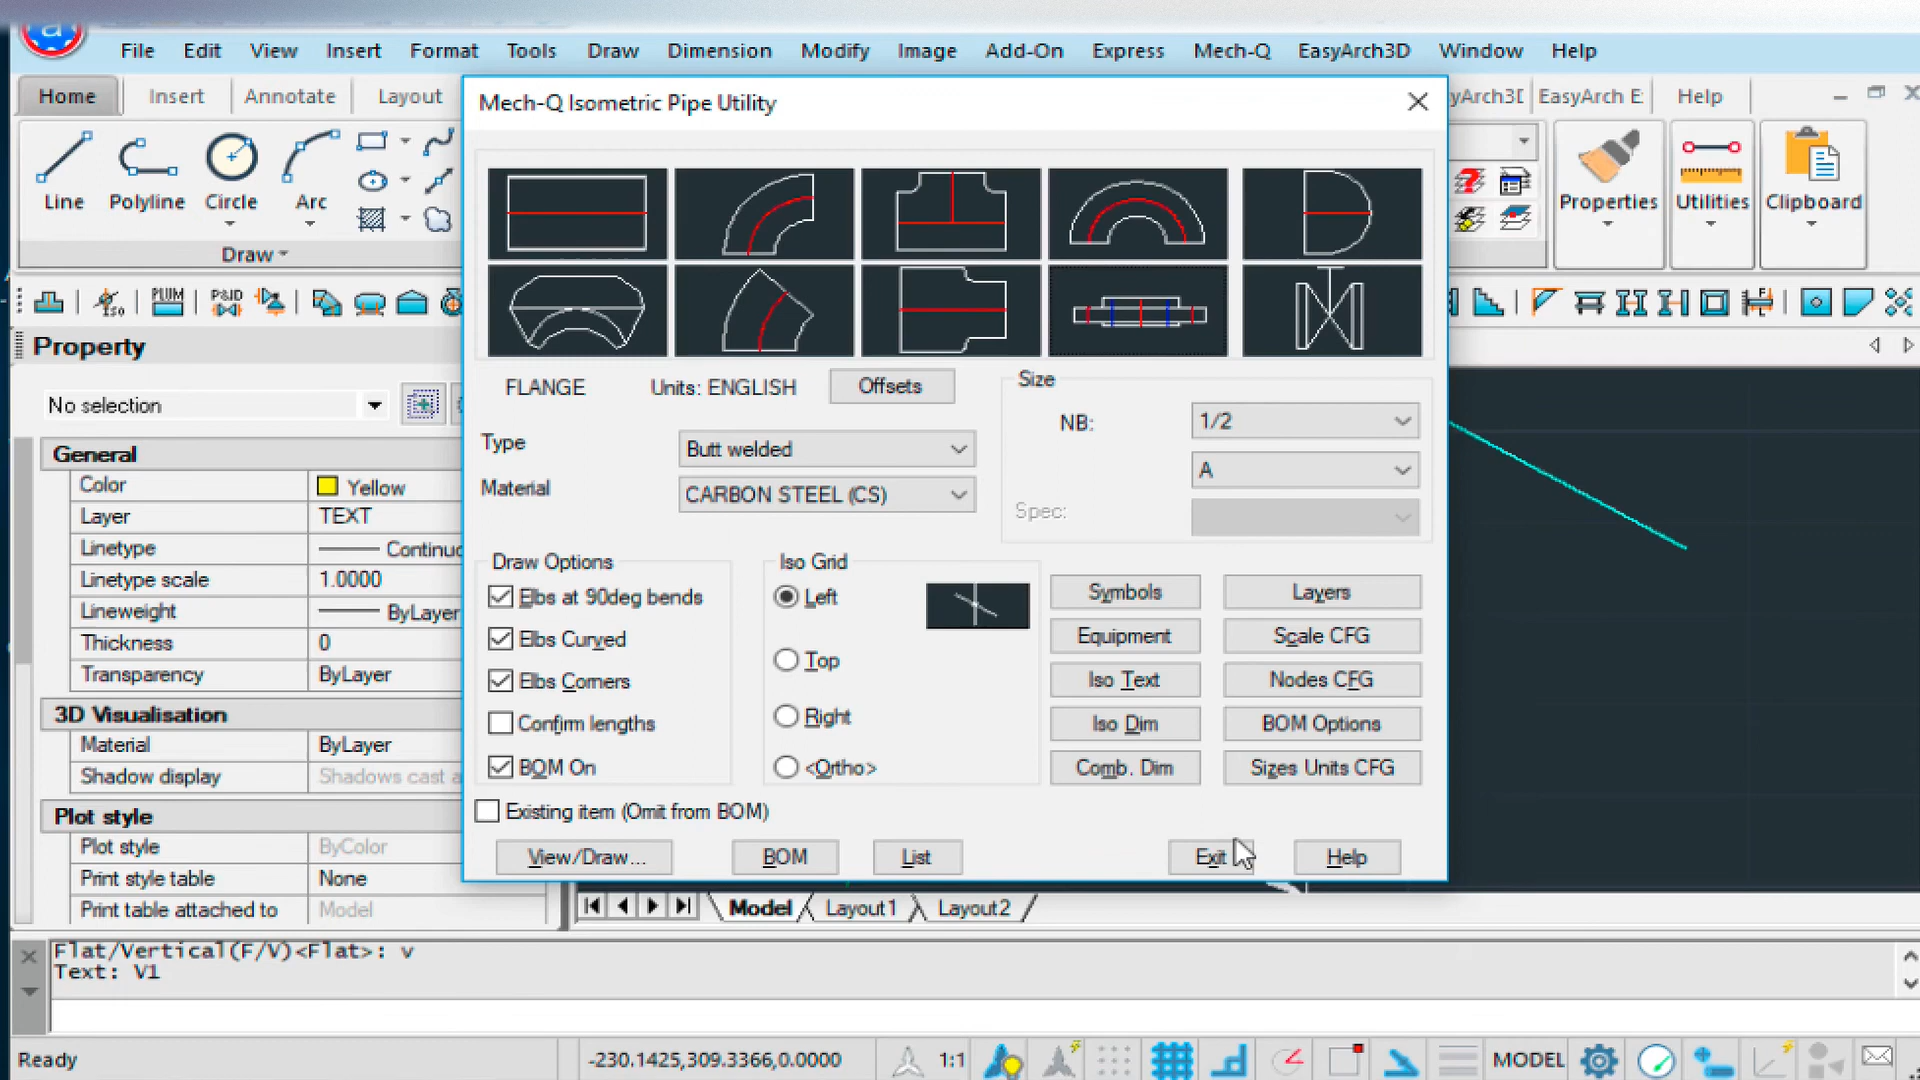 File Edit View Insert Format Tools Draw Dimension Modify Image Add-On Express Mech-Q EasyArch3D Window Help
Home Insert Annotate Layout
EasyArch E: Help
Mech-Q Isometric Pipe Utility
Line Polyline Circle Arc
Properties Utilities Clipboard
Draw
PLUM P&ID
ISO
Property
No selection
General
Color Yellow
Layer TEXT
Linetype Continuc
Linetype scale 1.0000
Lineweight ByLayer
Thickness 0
Transparency ByLayer
3D Visualisation
Material ByLayer
Shadow display Shadows cast a
Plot style
Plot style ByColor
Print style table None
Print table attached to Model
FLANGE Units: ENGLISH Offsets
Type Butt welded
Material CARBON STEEL (CS)
Size
NB: 1/2
A
Spec:
Draw Options
Elbs at 90deg bends
Elbs Curved
Elbs Corners
Confirm lengths
BOM On
Iso Grid
Left
Top
Right
<Ortho>
Symbols Layers
Equipment Scale CFG
Iso Text Nodes CFG
Iso Dim BOM Options
Comb. Dim Sizes Units CFG
Existing item (Omit from BOM)
View/Draw... BOM List Exit Help
Model Layout1 Layout2
Flat/Vertical(F/V)<Flat>: v
Text: V1
Ready -230.1425,309.3366,0.0000 1:1 MODEL